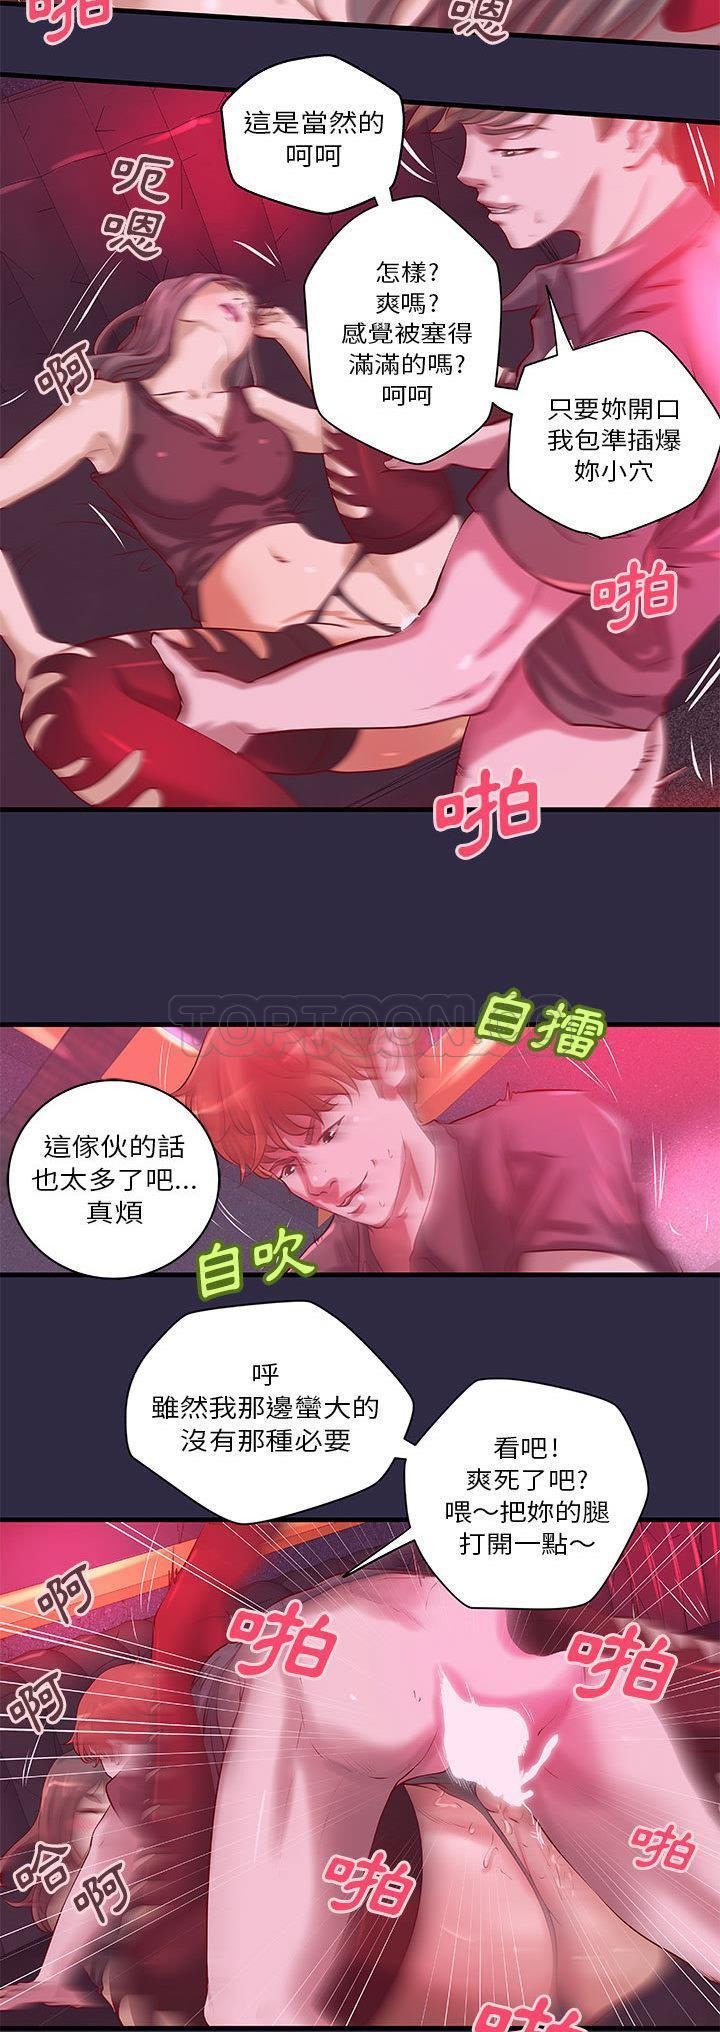 啪
嗯
這是當然的
呵呵
呃
嗯
怎樣?
爽嗎?
感覺被塞得
滿滿的嗎?
呵呵
啊
只要妳開口
我包準插爆
妳小穴
啪
啪
TOPTOON
自擂
這傢伙的話
也太多了吧...
真煩
自吹
呼
雖然我那邊蠻大的
沒有那種必要
看吧!
爽死了吧?
喂～把妳的腿
打開一點～
啊
啪
啪
啊
哈
啊
啪
啪
啪